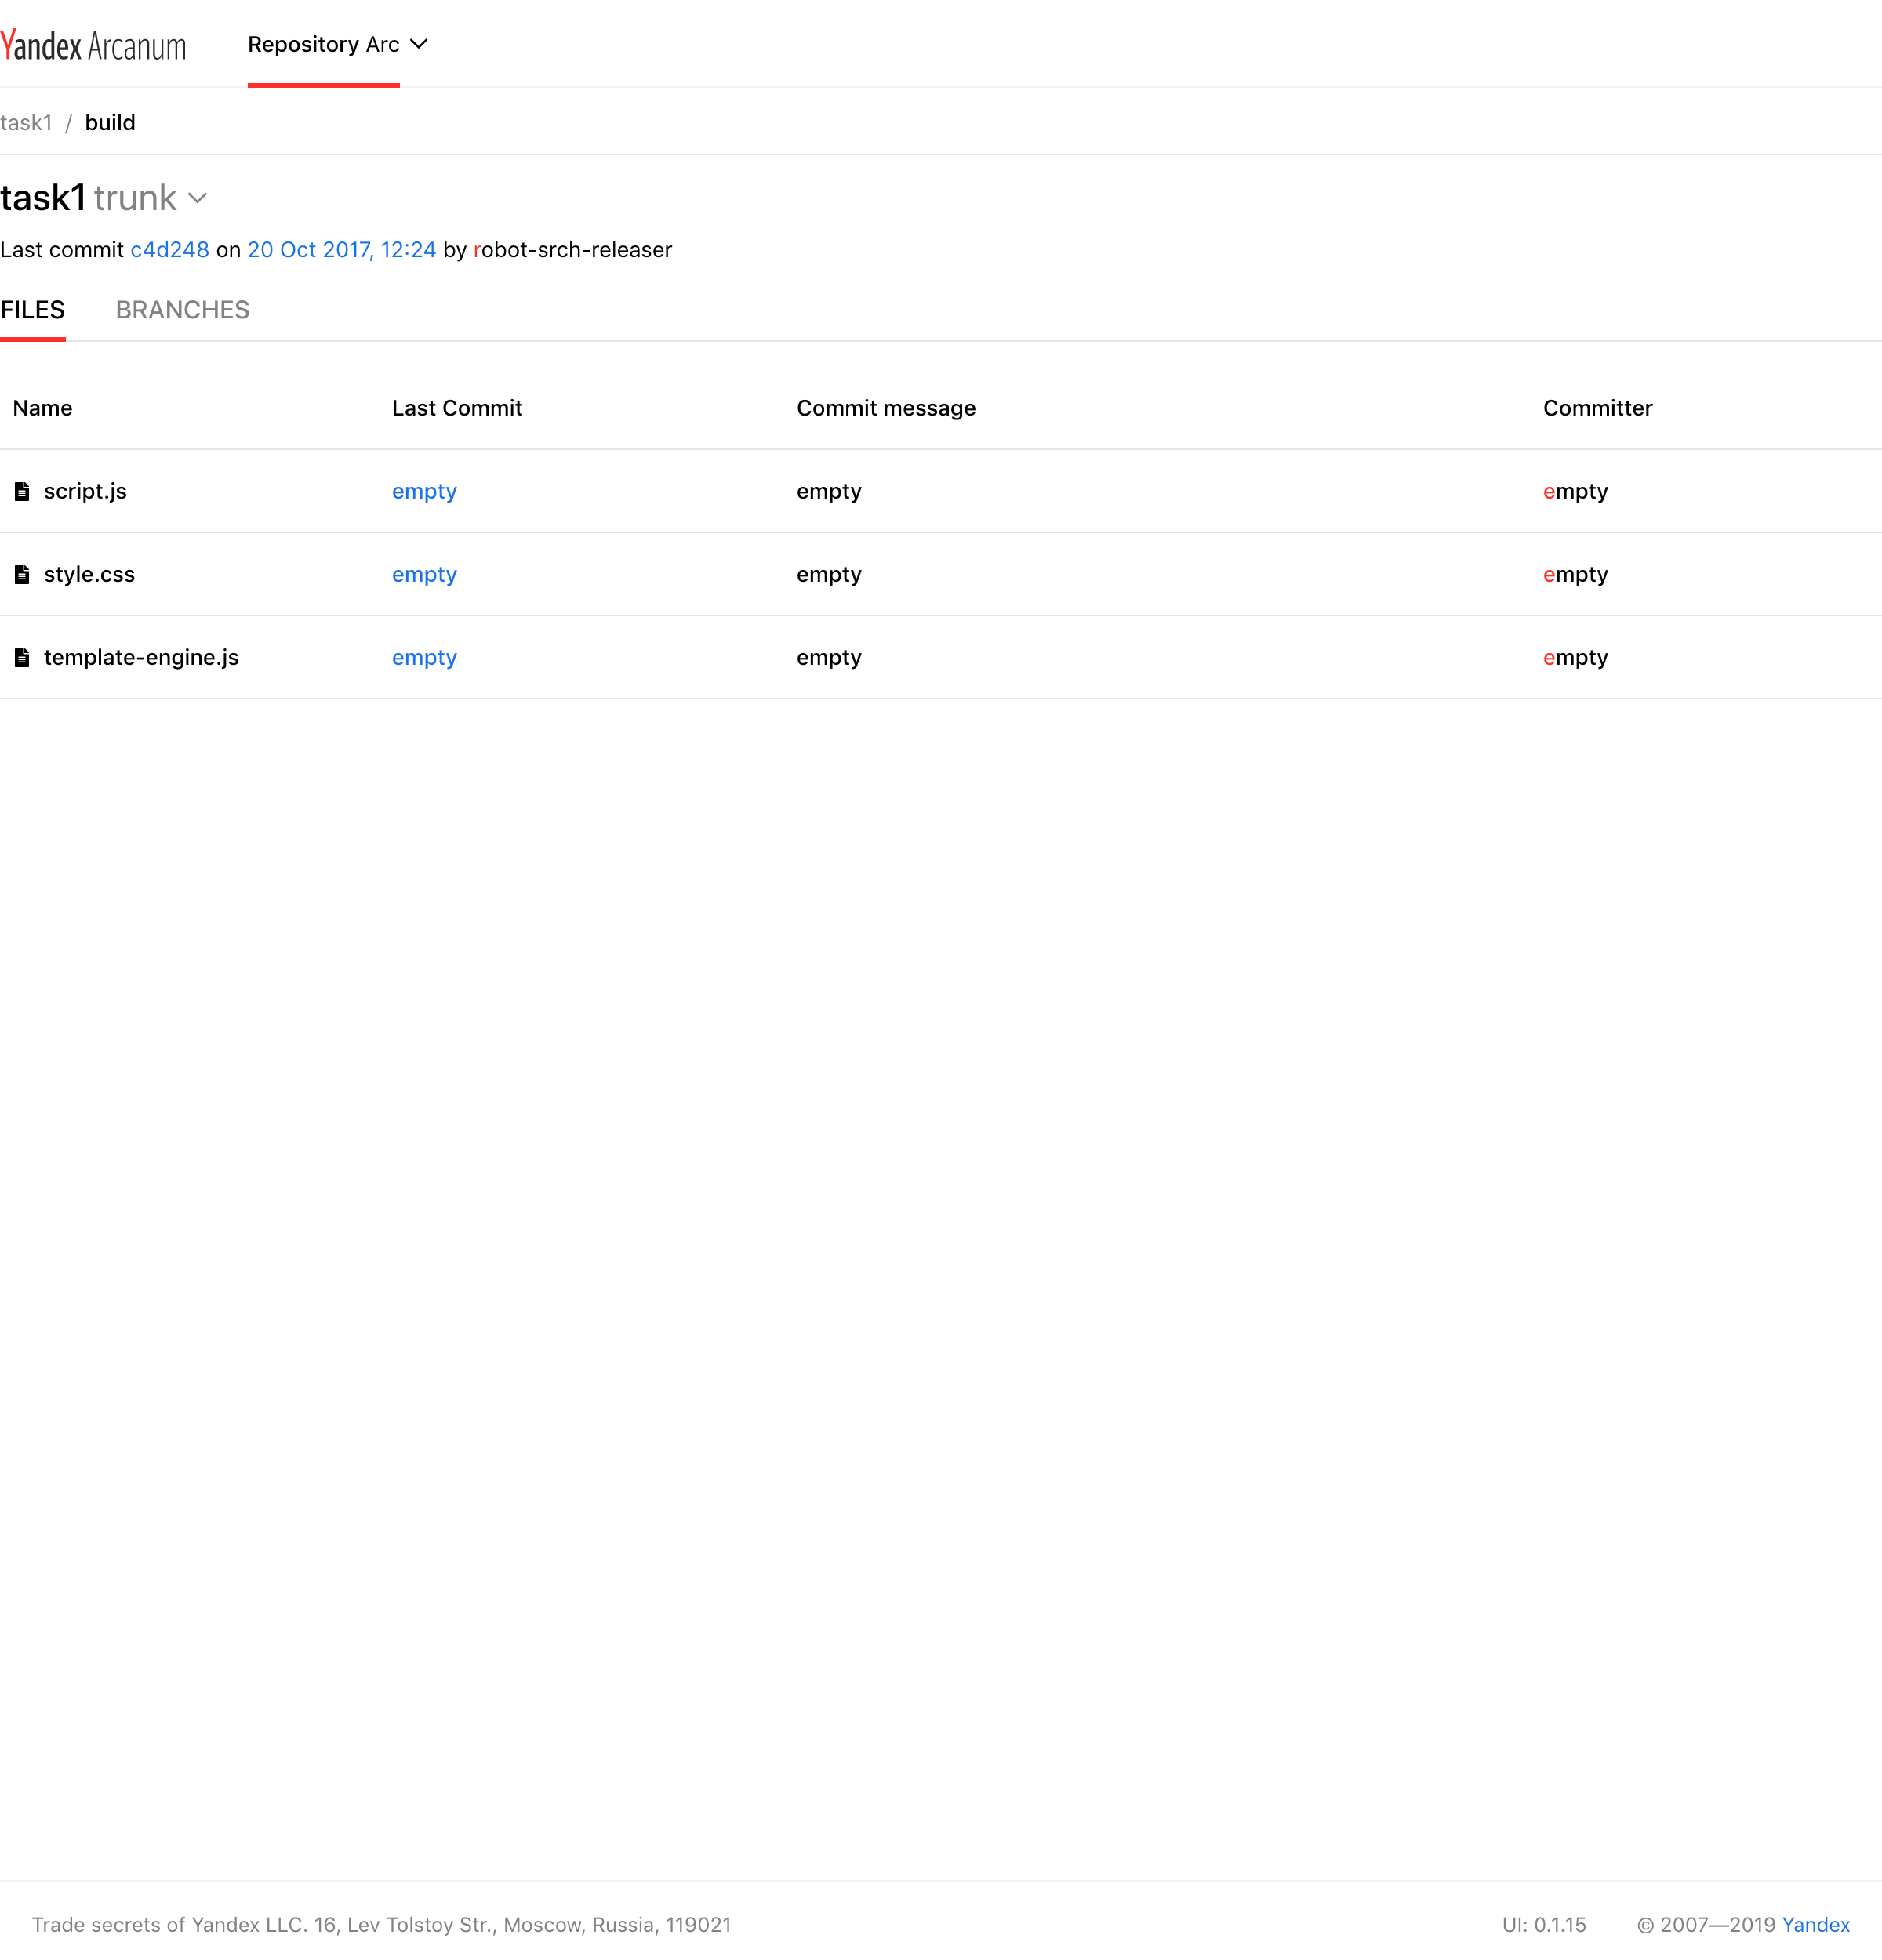 Yandex Arcanum Repository Arc
task1 / build
task1 trunk
Last commit c4d248 on 20 Oct 2017, 12:24 by robot-srch-releaser
FILES BRANCHES
Name Last Commit Commit message Committer
script.js empty empty empty
style.css empty empty empty
template-engine.js empty empty empty
Trade secrets of Yandex LLC. 16, Lev Tolstoy Str., Moscow, Russia, 119021 UI: 0.1.15 © 2007—2019 Yandex